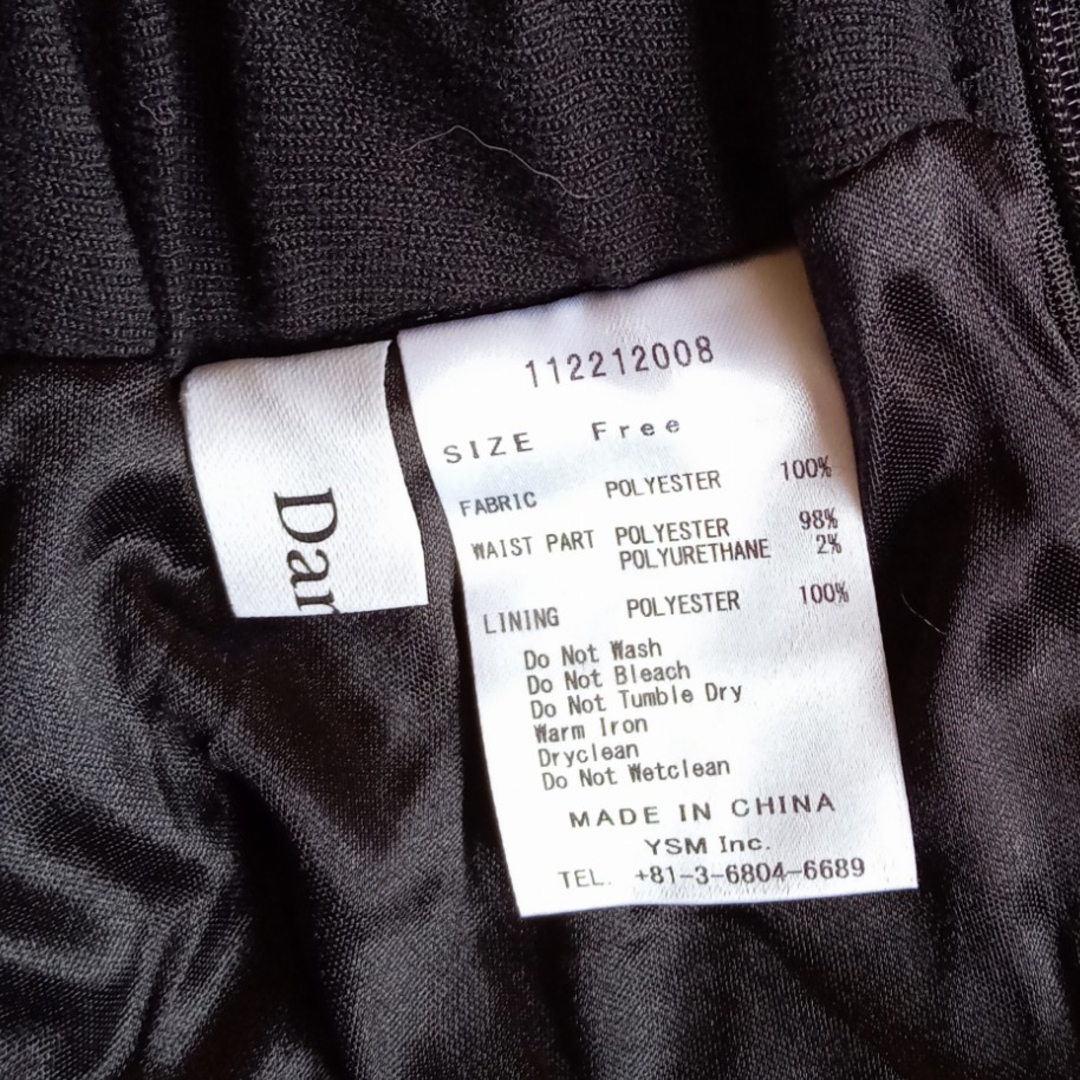 Dar
112212008
SIZE Free
FABRIC POLYESTER 100%
WAIST PART POLYESTER 98%
POLYURETHANE 2%
LINING POLYESTER 100%
Do Not Wash
Do Not Bleach
Do Not Tumble Dry
Warm Iron
Dryclean
Do Not Wetclean
MADE IN CHINA
YSM Inc.
TEL. +81-3-6804-6689